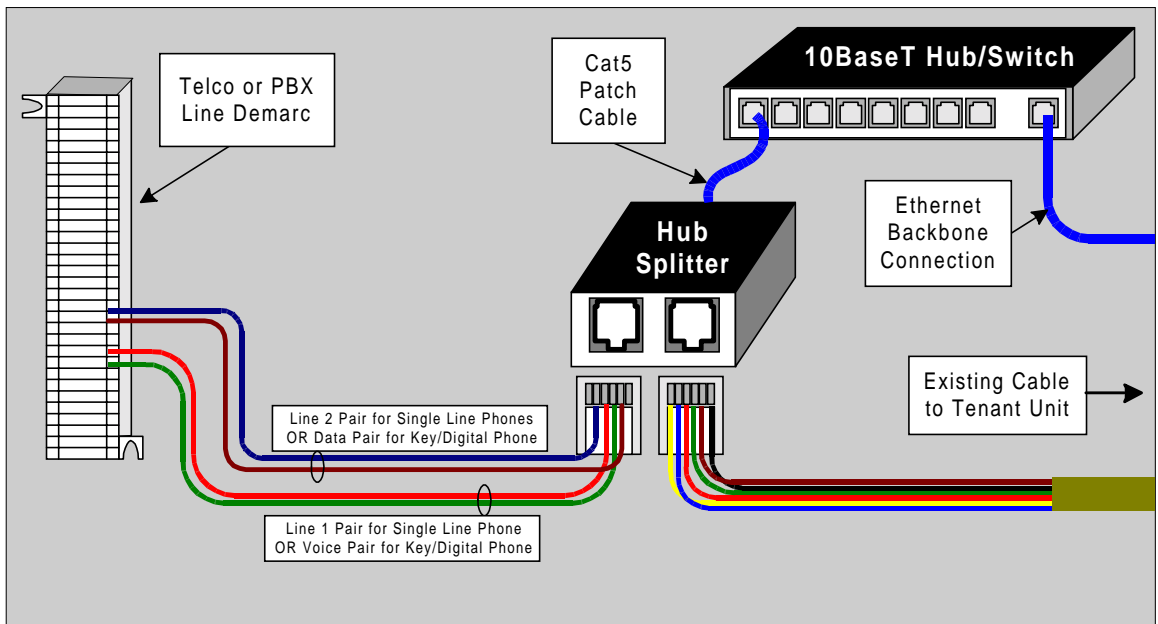 Telco or PBX
Line Demarc
Cat5
Patch
Cable
10BaseT Hub/Switch
Hub
Splitter
Ethernet
Backbone
Connection
Existing Cable
to Tenant Unit
Line 2 Pair for Single Line Phones
OR Data Pair for Key/Digital Phone
Line 1 Pair for Single Line Phone
OR Voice Pair for Key/Digital Phone